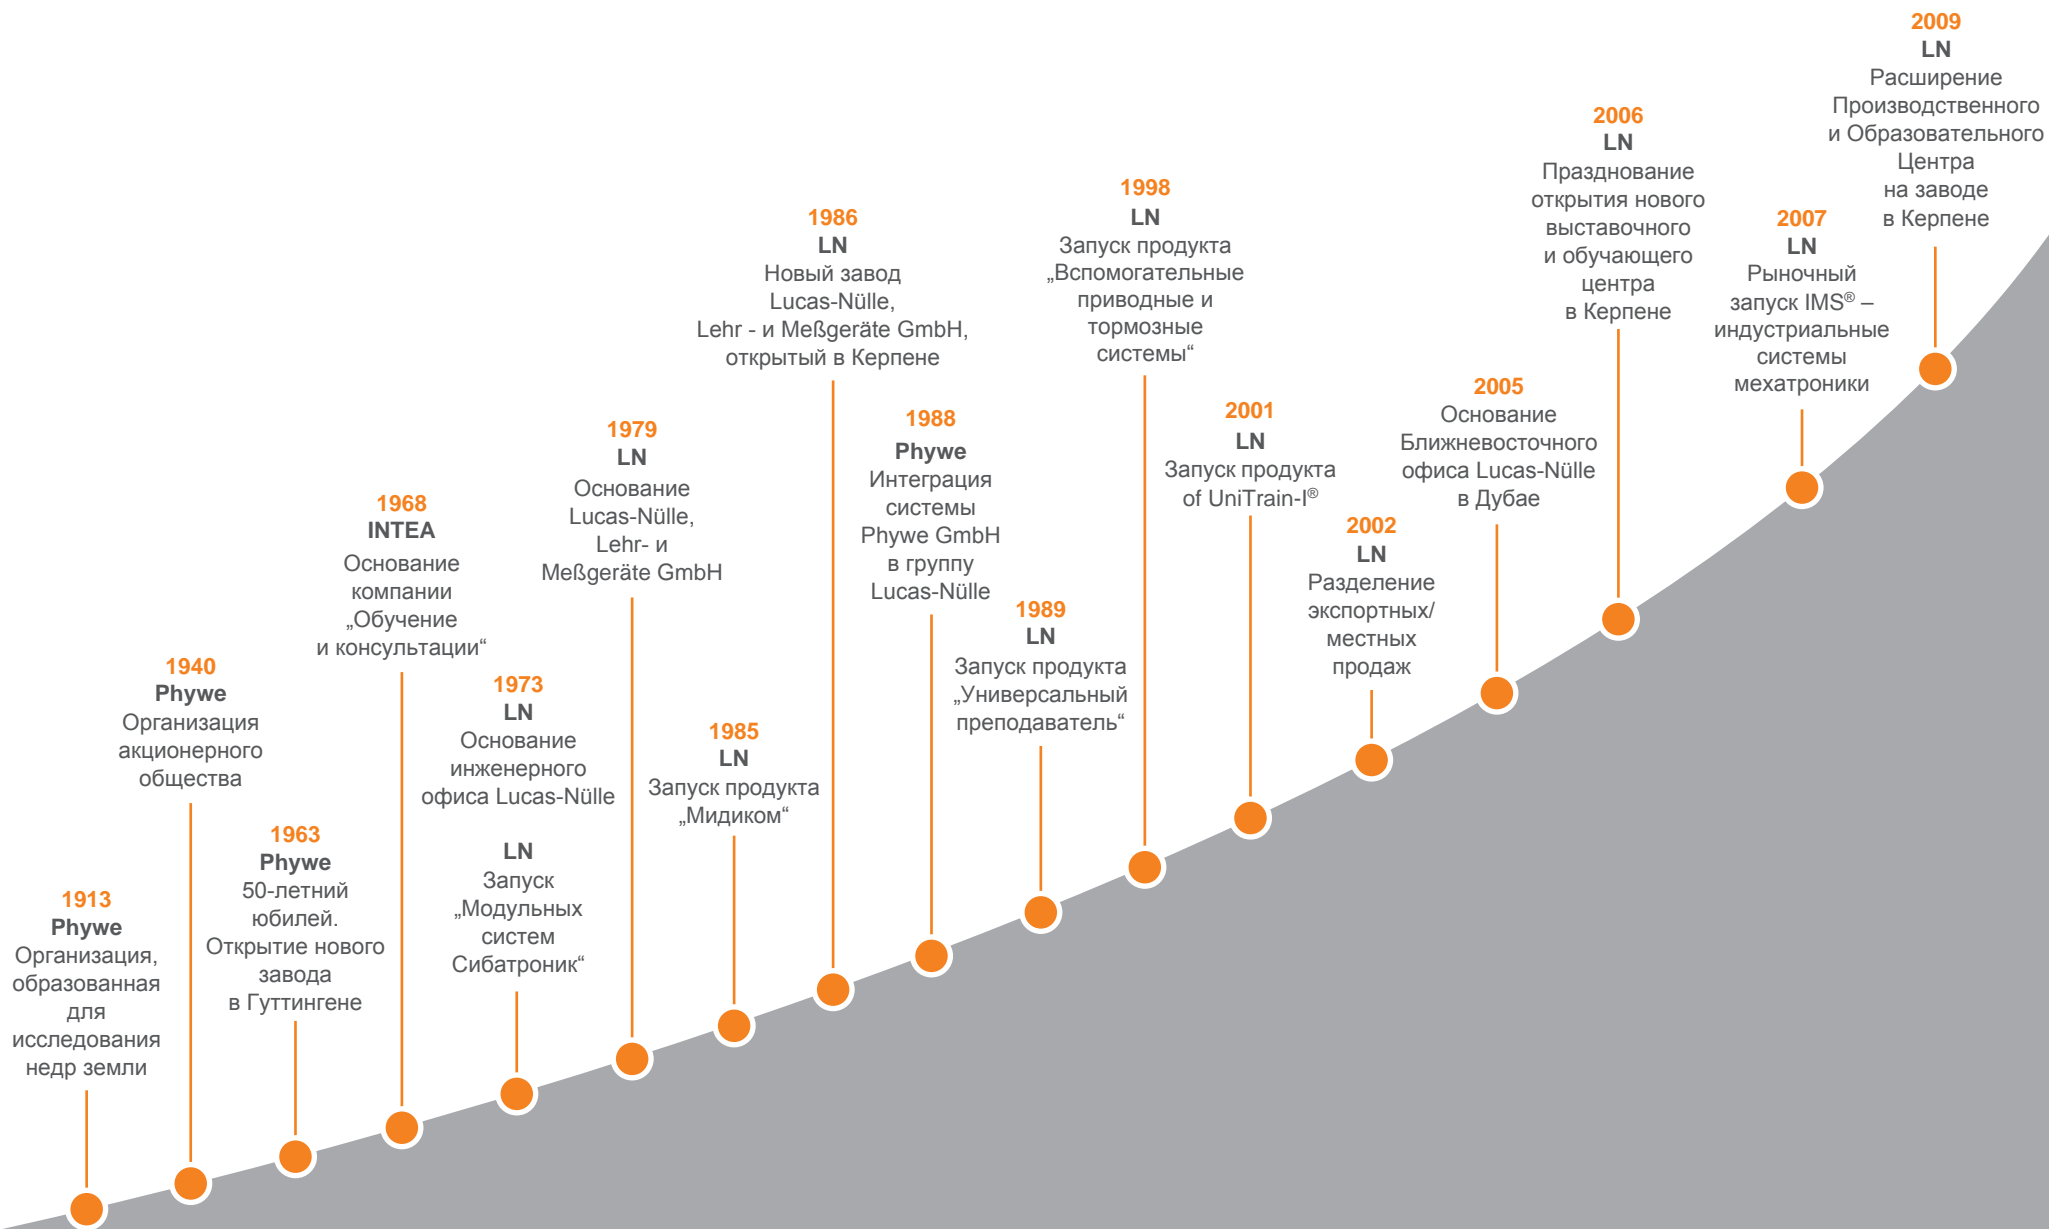 1913
Phywe
Организация,
образованная
для
исследования
недр земли
1940
Phywe
Организация
акционерного
общества
1963
Phywe
50-летний
юбилей.
Открытие нового
завода
в Гуттингене
1968
INTEA
Основание
компании
„Обучение
и консультации“
1973
LN
Основание
инженерного
офиса Lucas-Nülle
LN
Запуск
„Модульных
систем
Сибатроник“
1979
LN
Основание
Lucas-Nülle,
Lehr- и
Meßgeräte GmbH
1985
LN
Запуск продукта
„Мидиком“
1986
LN
Новый завод
Lucas-Nülle,
Lehr - и Meßgeräte GmbH,
открытый в Керпене
1988
Phywe
Интеграция
системы
Phywe GmbH
в группу
Lucas-Nülle
1989
LN
Запуск продукта
„Универсальный
преподаватель“
1998
LN
Запуск продукта
„Вспомогательные
приводные и
тормозные
системы“
2001
LN
Запуск продукта
of UniTrain-I®
2002
LN
Разделение
экспортных/
местных
продаж
2005
Основание
Ближневосточного
офиса Lucas-Nülle
в Дубае
2006
LN
Празднование
открытия нового
выставочного
и обучающего
центра
в Керпене
2007
LN
Рыночный
запуск IMS® –
индустриальные
системы
мехатроники
2009
LN
Расширение
Производственного
и Образовательного
Центра
на заводе
в Керпене